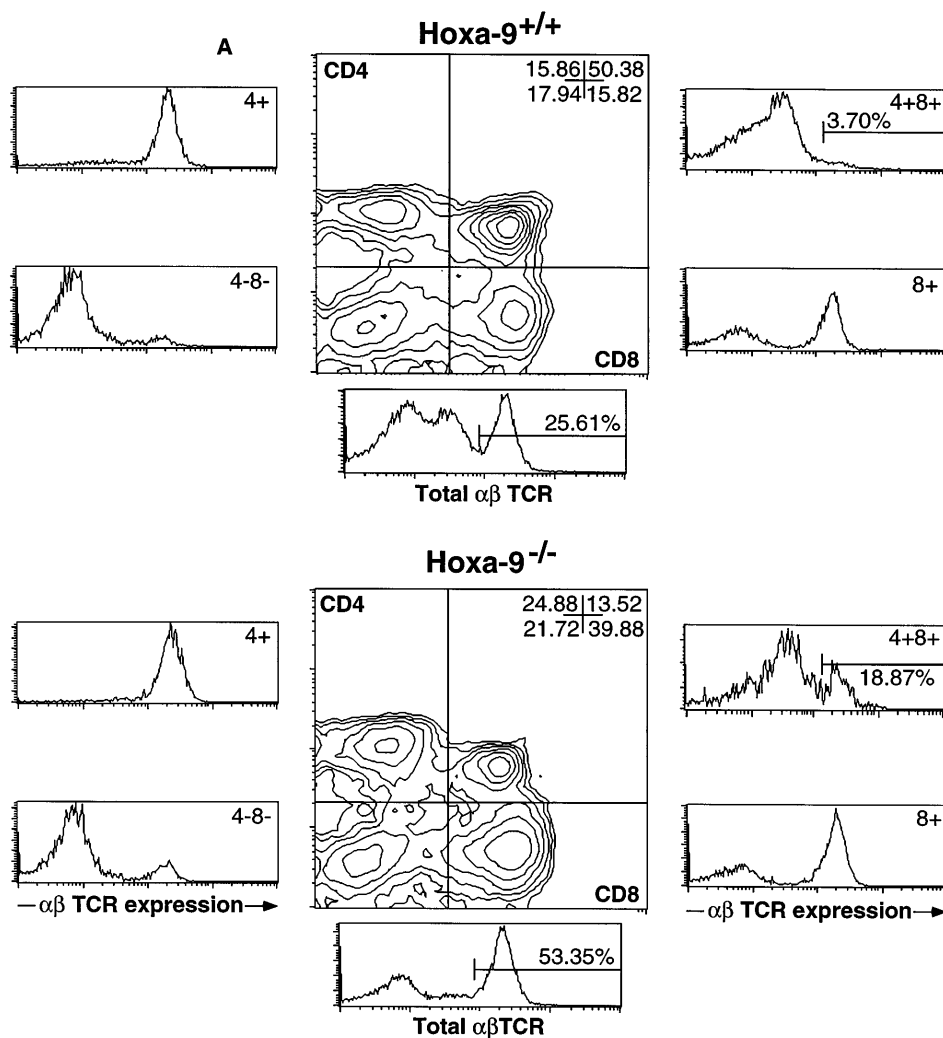 A
Hoxa-9+/+
4+
CD4
15.86 50.38
17.94 15.82
4+8+
3.70%
4-8-
8+
CD8
25.61%
Total αβ TCR
Hoxa-9-/-
4+
CD4
24.88 13.52
21.72 39.88
4+8+
18.87%
4-8-
8+
CD8
αβ TCR expression
αβ TCR expression
53.35%
Total αβTCR